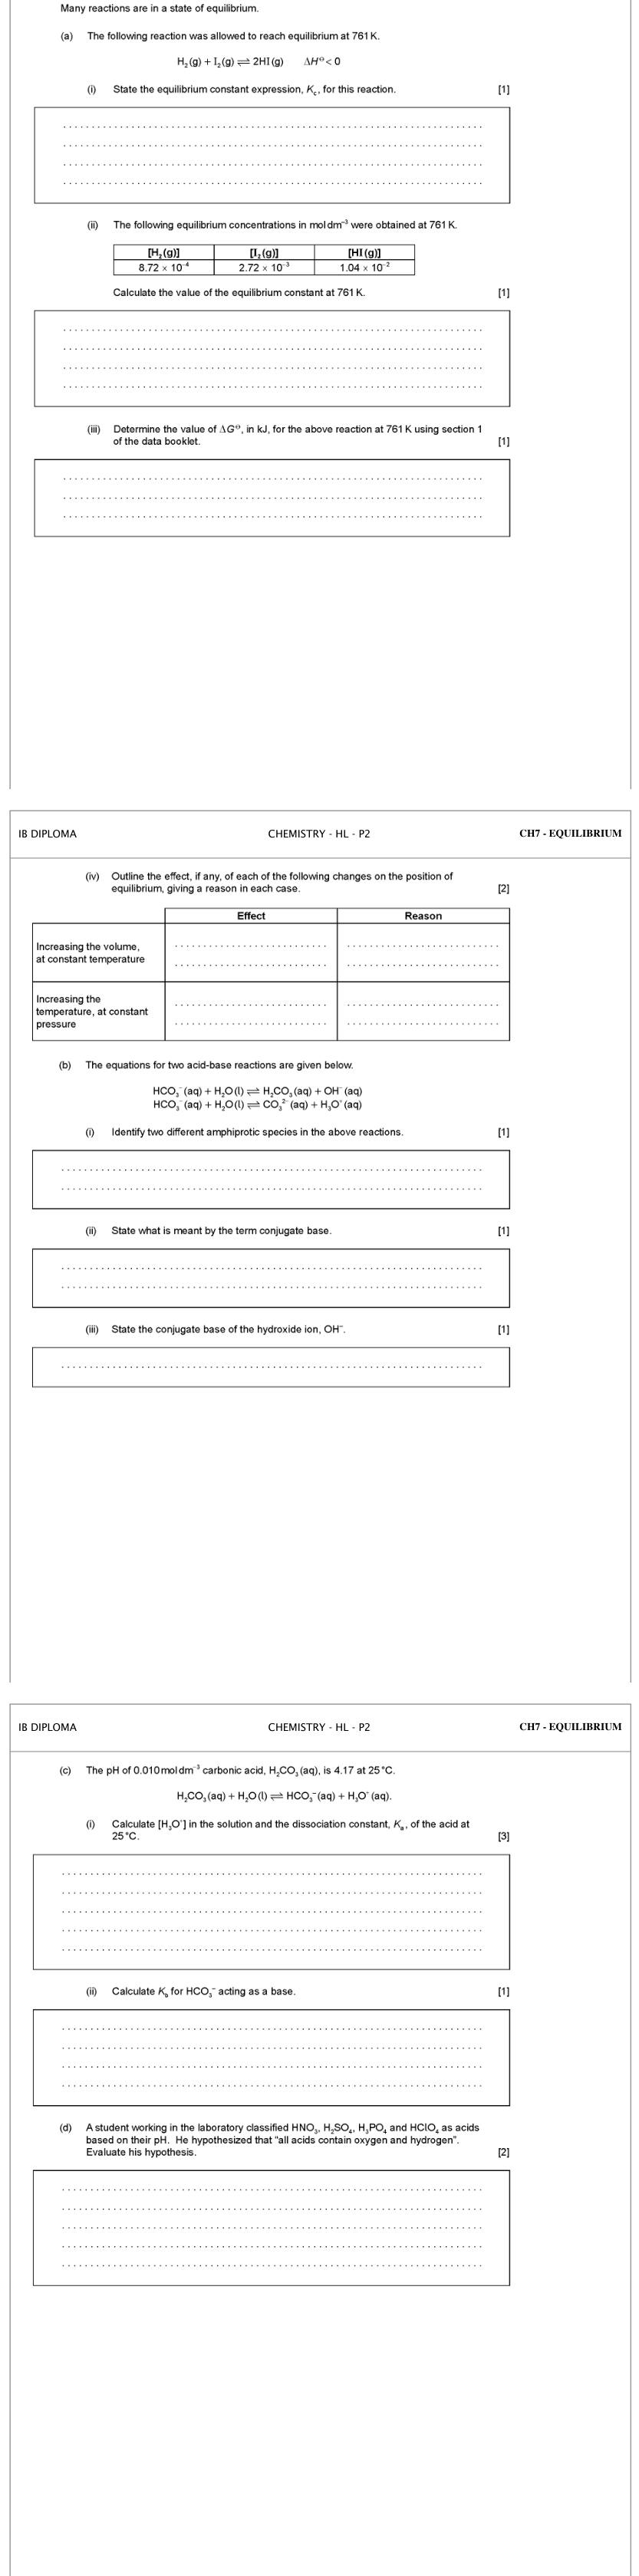 Many reactions are in a state of equilibrium.
(a) The following reaction was allowed to reach equilibrium at 761 K.
H₂(g) + I₂(g) ⇌ 2HI(g) ΔH⦵ < 0
(i) State the equilibrium constant expression, Kc, for this reaction. [1]
(ii) The following equilibrium concentrations in mol dm⁻³ were obtained at 761 K.
[H₂(g)] [I₂(g)] [HI(g)]
8.72 × 10⁻⁴ 2.72 × 10⁻³ 1.04 × 10⁻²
Calculate the value of the equilibrium constant at 761 K. [1]
(iii) Determine the value of ΔG⦵, in kJ, for the above reaction at 761 K using section 1
of the data booklet. [1]
IB DIPLOMA CHEMISTRY - HL - P2 CH7 - EQUILIBRIUM
(iv) Outline the effect, if any, of each of the following changes on the position of
equilibrium, giving a reason in each case. [2]
Effect Reason
Increasing the volume,
at constant temperature
Increasing the
temperature, at constant
pressure
(b) The equations for two acid-base reactions are given below.
HCO₃⁻(aq) + H₂O(l) ⇌ H₂CO₃(aq) + OH⁻(aq)
HCO₃⁻(aq) + H₂O(l) ⇌ CO₃²⁻(aq) + H₃O⁺(aq)
(i) Identify two different amphiprotic species in the above reactions. [1]
(ii) State what is meant by the term conjugate base. [1]
(iii) State the conjugate base of the hydroxide ion, OH⁻. [1]
IB DIPLOMA CHEMISTRY - HL - P2 CH7 - EQUILIBRIUM
(c) The pH of 0.010 mol dm⁻³ carbonic acid, H₂CO₃(aq), is 4.17 at 25 °C.
H₂CO₃(aq) + H₂O(l) ⇌ HCO₃⁻(aq) + H₃O⁺(aq).
(i) Calculate [H₃O⁺] in the solution and the dissociation constant, Ka, of the acid at
25 °C. [3]
(ii) Calculate Kb for HCO₃⁻ acting as a base. [1]
(d) A student working in the laboratory classified HNO₃, H₂SO₄, H₃PO₄ and HClO₄ as acids
based on their pH. He hypothesized that “all acids contain oxygen and hydrogen”.
Evaluate his hypothesis. [2]